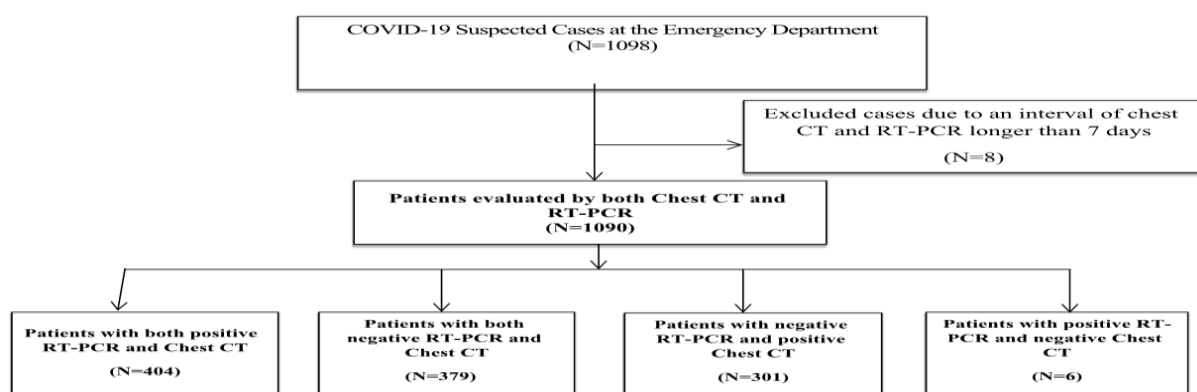 COVID-19 Suspected Cases at the Emergency Department
(N=1098)
Excluded cases due to an interval of chest
CT and RT-PCR longer than 7 days
(N=8)
Patients evaluated by both Chest CT and
RT-PCR
(N=1090)
Patients with both positive
RT-PCR and Chest CT
(N=404)
Patients with both
negative RT-PCR and
Chest CT
(N=379)
Patients with negative
RT-PCR and positive
Chest CT
(N=301)
Patients with positive RT-
PCR and negative Chest
CT
(N=6)